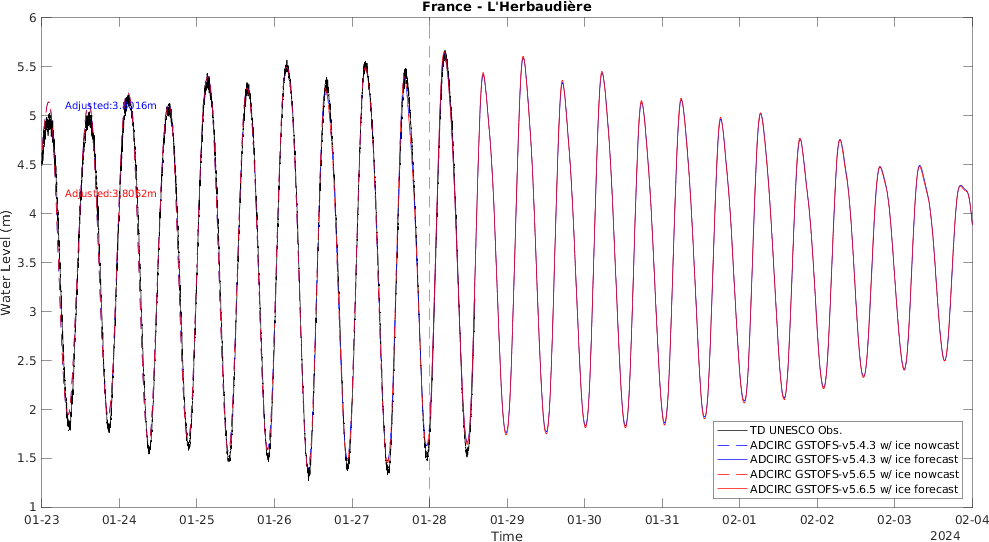 France - L'Herbaudière
Water Level (m)
6
5.5
5
4.5
4
3.5
3
2.5
2
1.5
1
Adjusted:3.8016m
Adjusted:3.8052m
TD UNESCO Obs.
ADCIRC GSTOFS-v5.4.3 w/ ice nowcast
ADCIRC GSTOFS-v5.4.3 w/ ice forecast
ADCIRC GSTOFS-v5.6.5 w/ ice nowcast
ADCIRC GSTOFS-v5.6.5 w/ ice forecast
01-23 01-24 01-25 01-26 01-27 01-28 01-29 01-30 01-31 02-01 02-02 02-03 02-04
Time
2024